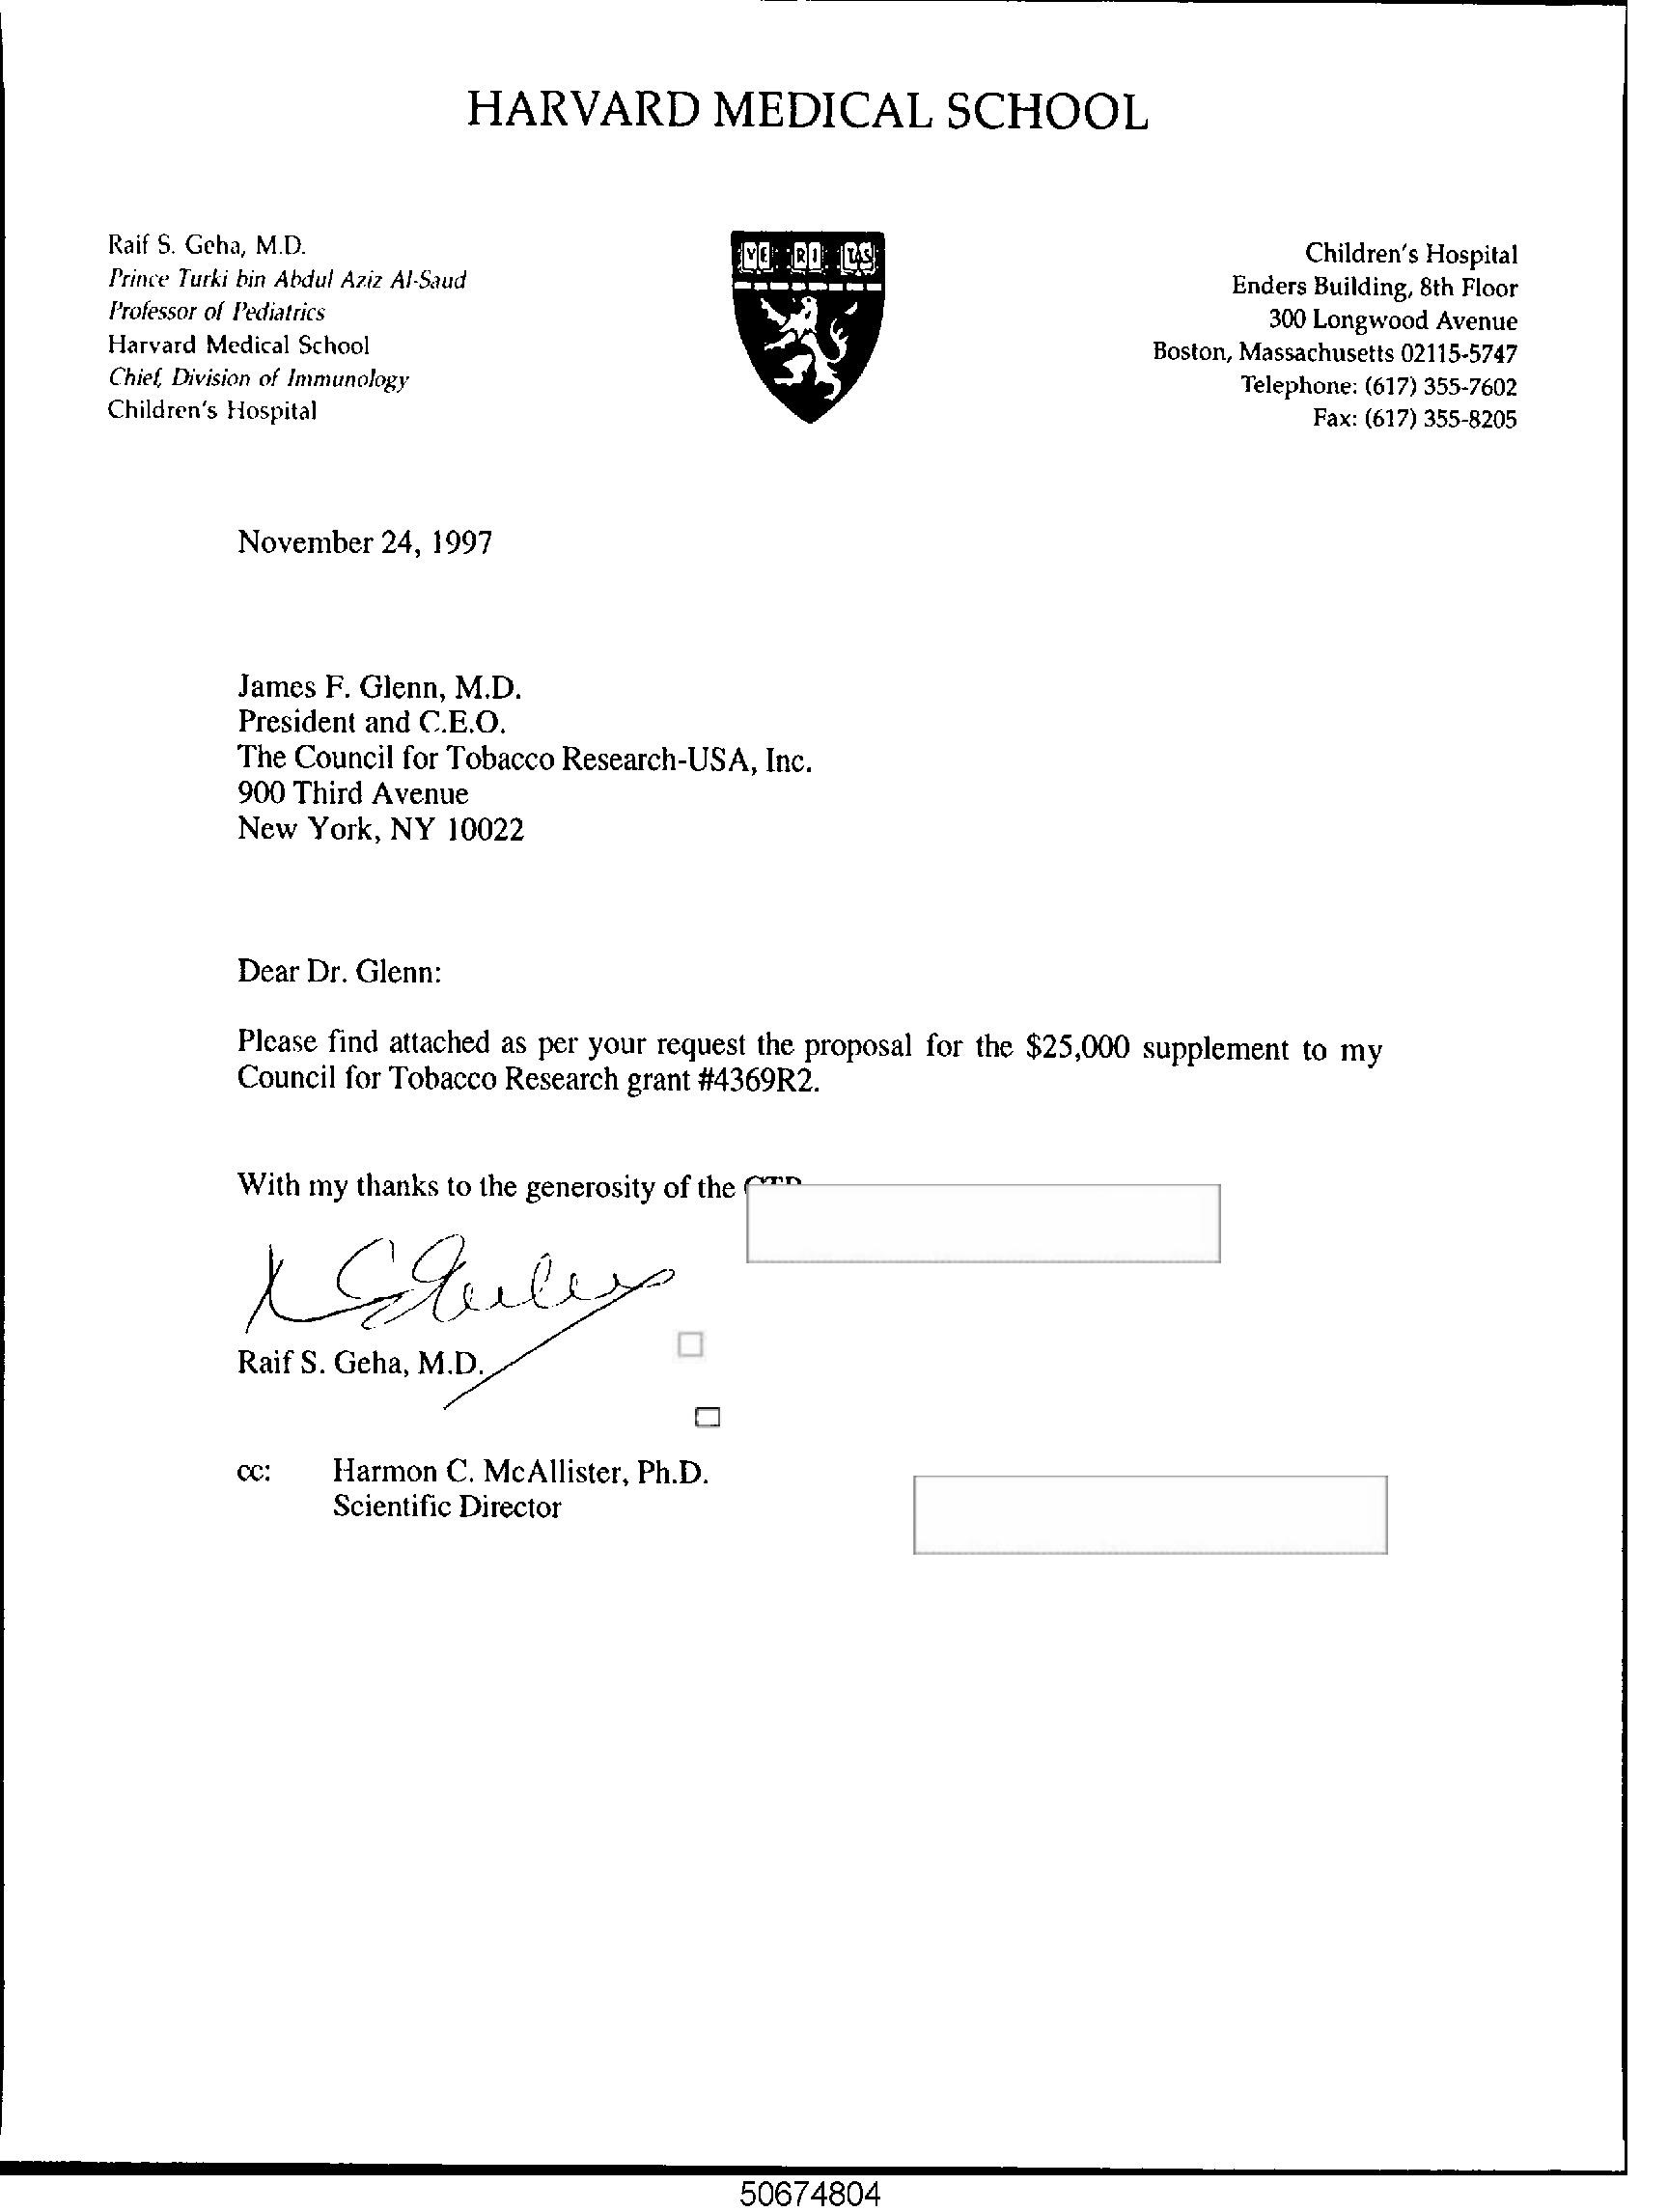 HARVARD MEDICAL SCHOOL
Raif S. Geha, M.D.
Prince Turki bin Abdul Aziz Al-Saud
Professor of Pediatrics
Harvard Medical School
Chief, Division of Immunology
Children's Hospital
VE RI TAS
Children's Hospital
Enders Building, 8th Floor
300 Longwood Avenue
Boston, Massachusetts 02115-5747
Telephone: (617) 355-7602
Fax: (617) 355-8205
November 24, 1997
James F. Glenn, M.D.
President and C.E.O.
The Council for Tobacco Research-USA, Inc.
900 Third Avenue
New York, NY 10022
Dear Dr. Glenn:
Please find attached as per your request the proposal for the $25,000 supplement to my
Council for Tobacco Research grant #4369R2.
With my thanks to the generosity of the
Raif S. Geha, M.D.
cc: Harmon C. McAllister, Ph.D.
Scientific Director
50674804